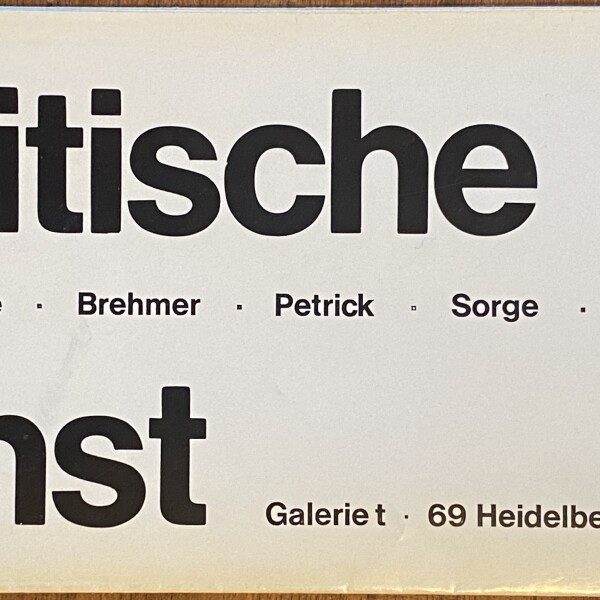 itische
· Brehmer · Petrick · Sorge ·
nst
Galerie t · 69 Heidelbe